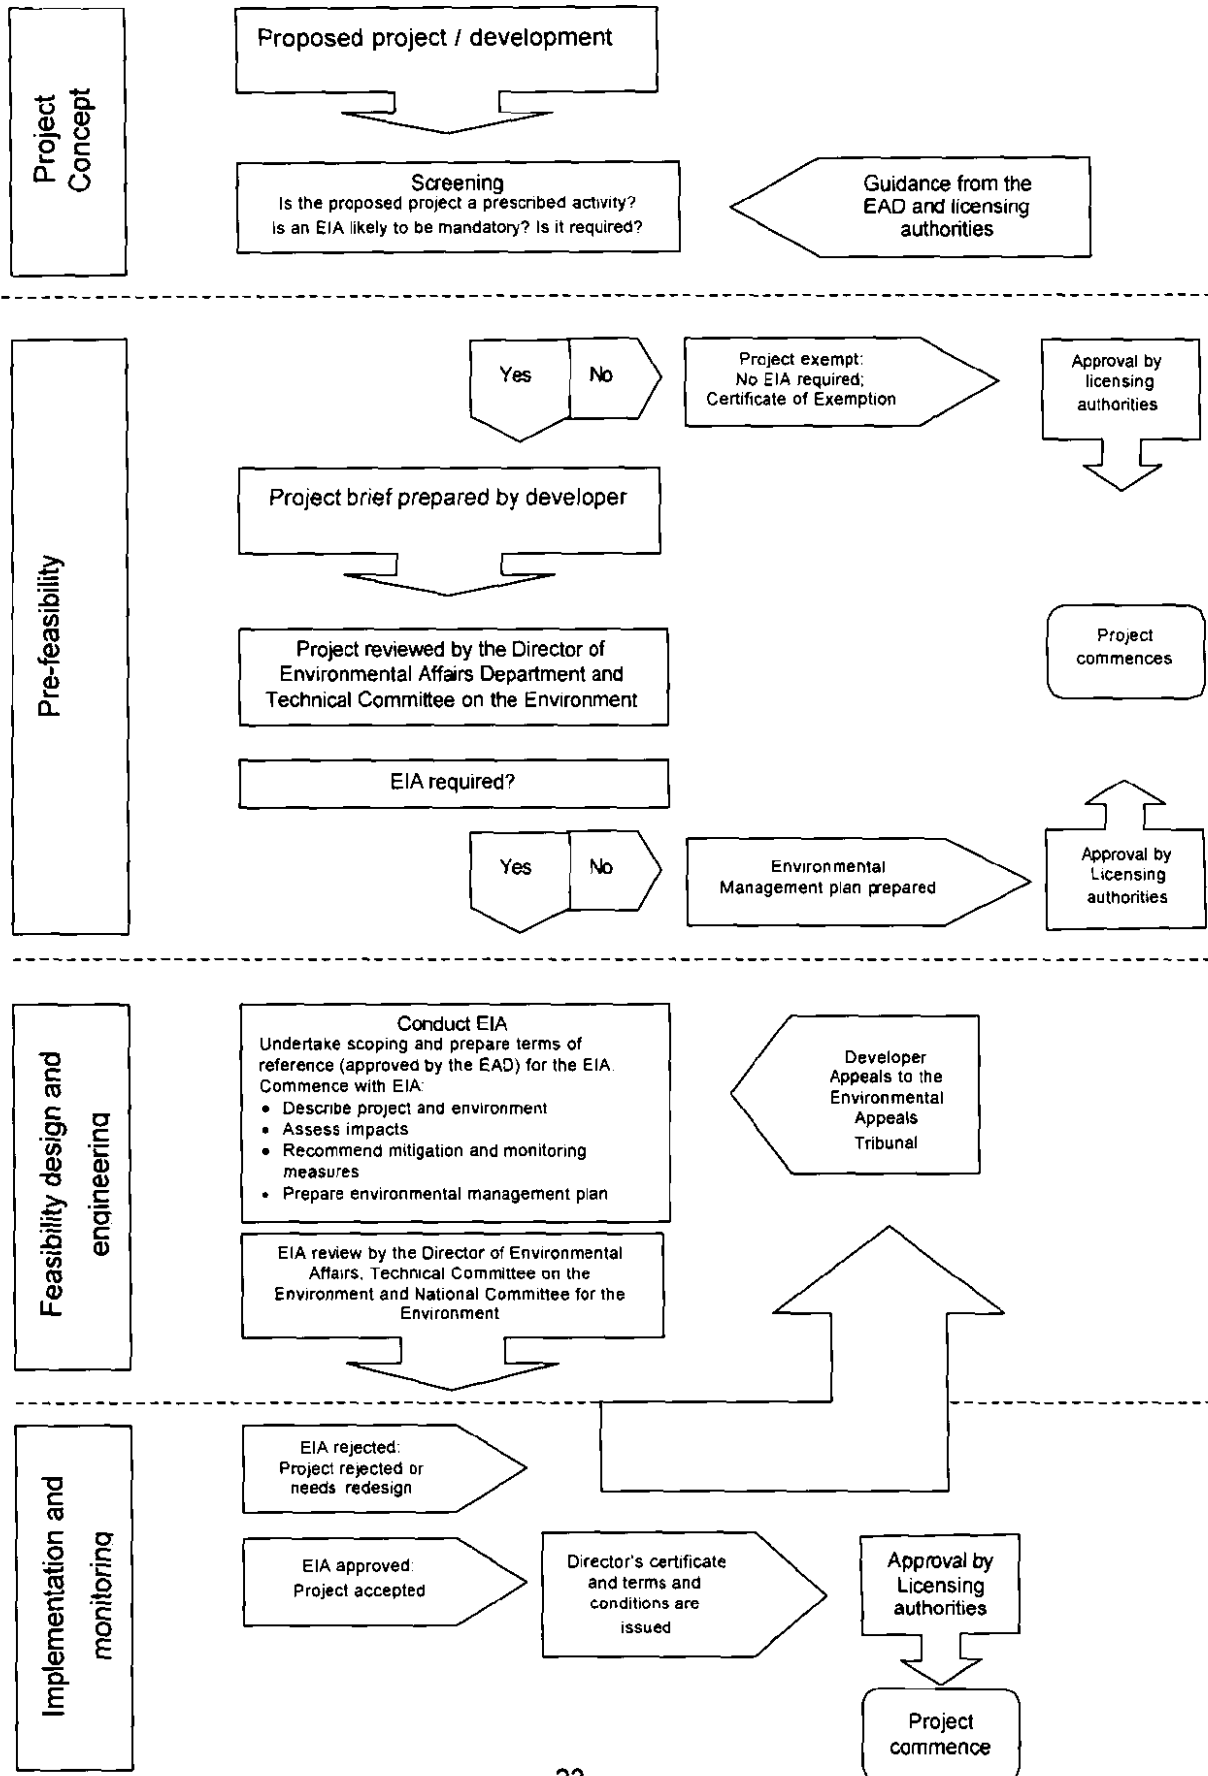 Project
Concept
Proposed project / development
Screening
Is the proposed project a prescribed activity?
Is an EIA likely to be mandatory? Is it required?
Guidance from the
EAD and licensing
authorities
Pre-feasibility
Yes
No
Project exempt:
No EIA required;
Certificate of Exemption
Approval by
licensing
authorities
Project brief prepared by developer
Project reviewed by the Director of
Environmental Affairs Department and
Technical Committee on the Environment
Project
commences
EIA required?
Yes
No
Environmental
Management plan prepared
Approval by
Licensing
authorities
Feasibility design and
engineering
Conduct EIA
Undertake scoping and prepare terms of
reference (approved by the EAD) for the EIA.
Commence with EIA:
• Describe project and environment
• Assess impacts
• Recommend mitigation and monitoring
measures
• Prepare environmental management plan
Developer
Appeals to the
Environmental
Appeals
Tribunal
EIA review by the Director of Environmental
Affairs, Technical Committee on the
Environment and National Committee for the
Environment
Implementation and
monitoring
EIA rejected:
Project rejected or
needs redesign
EIA approved:
Project accepted
Director's certificate
and terms and
conditions are
issued
Approval by
Licensing
authorities
Project
commence